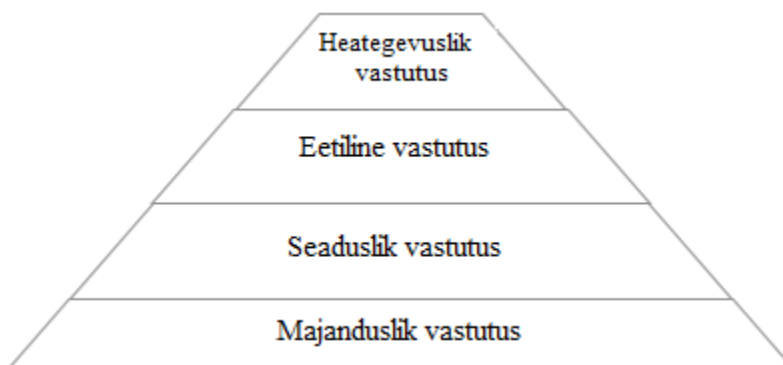 Heategevuslik
vastutus
Eetiline vastutus
Seaduslik vastutus
Majanduslik vastutus